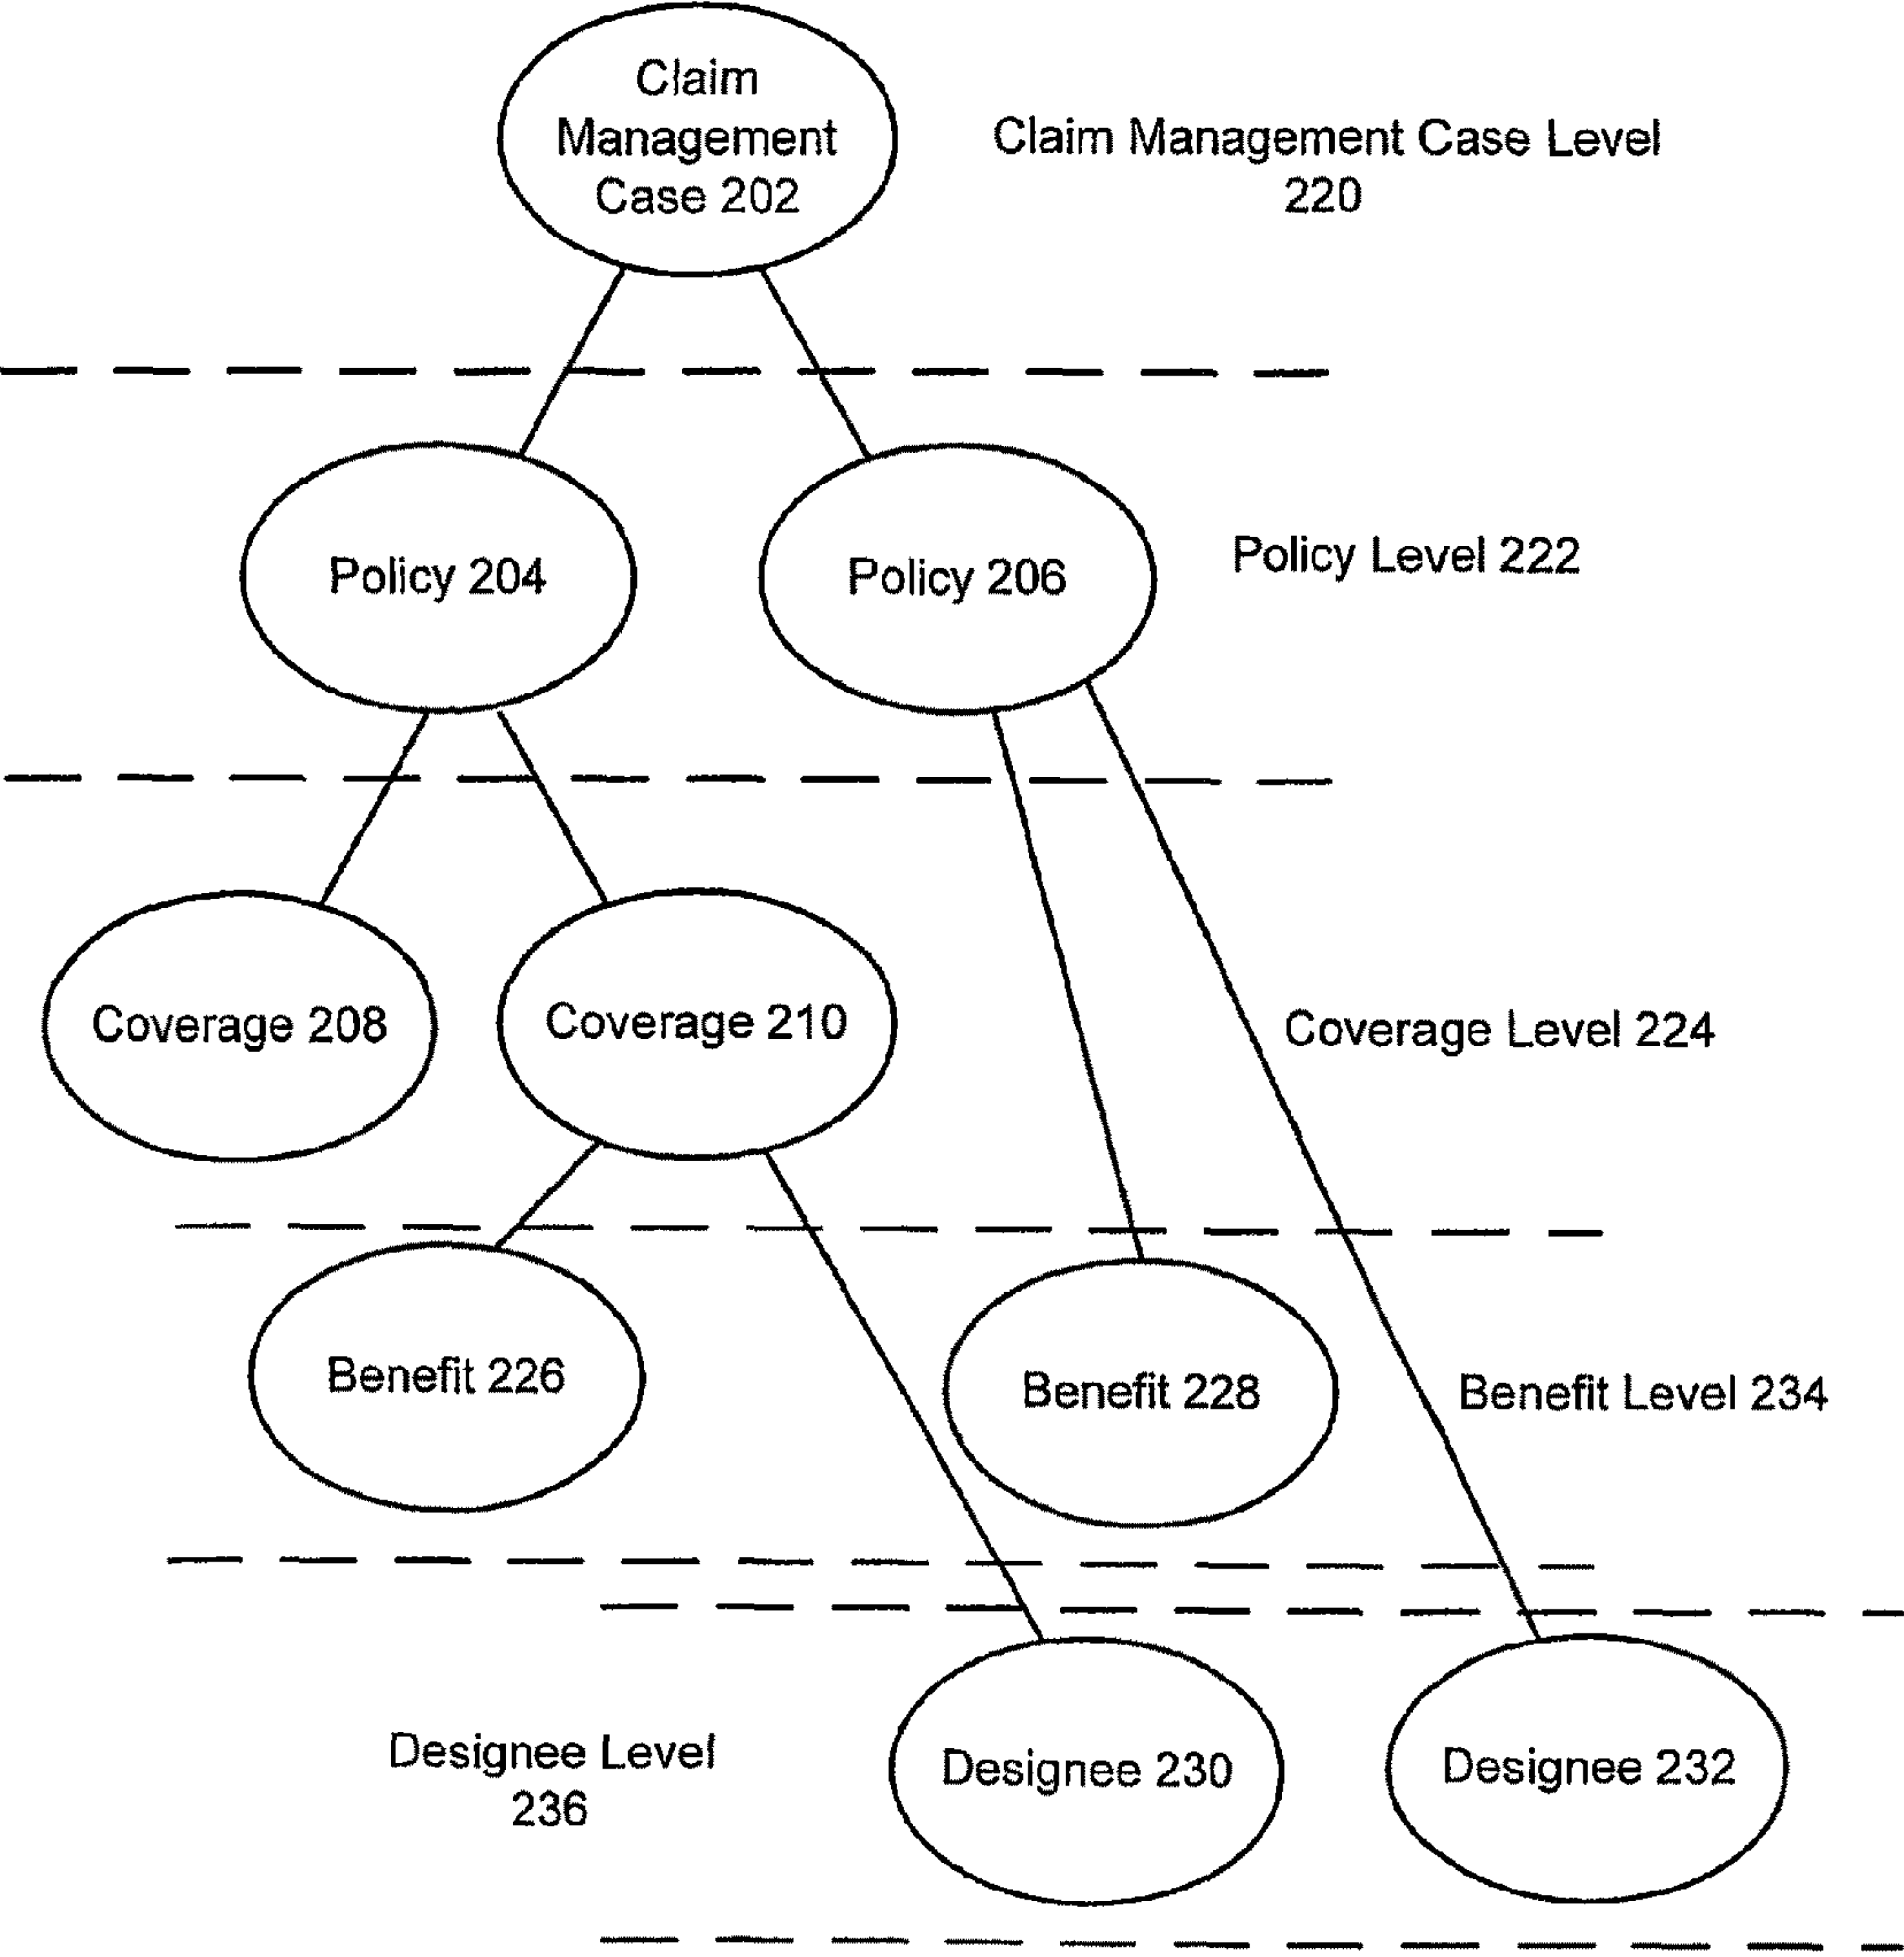 Claim
Management
Case 202
Claim Management Case Level
220
Policy 204
Policy 206
Policy Level 222
Coverage 208
Coverage 210
Coverage Level 224
Benefit 226
Benefit 228
Benefit Level 234
Designee Level
236
Designee 230
Designee 232